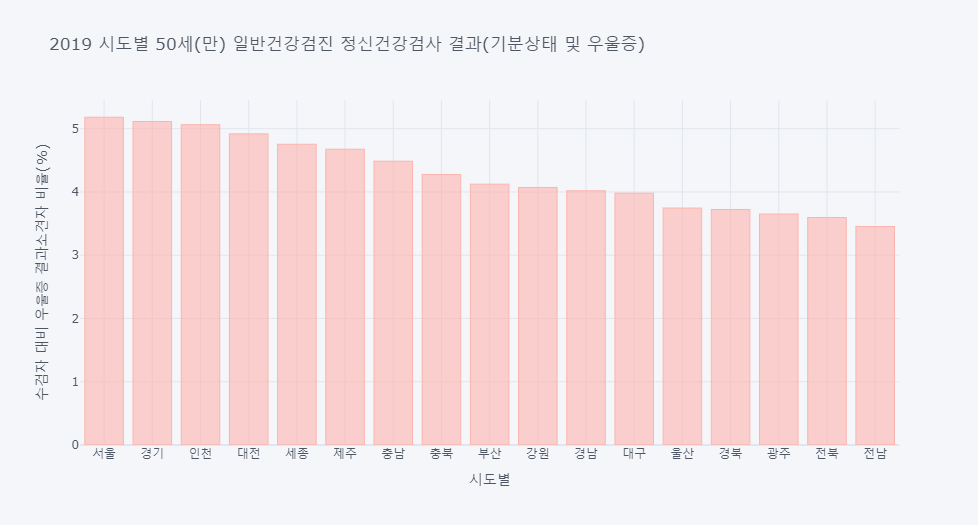 2019 시도별 50세(만) 일반건강검진 정신건강검사 결과(기분상태 및 우울증)
수검자 대비 우울증 결과소견자 비율(%)
5
4
3
2
1
0
서울 경기 인천 대전 세종 제주 충남 충북 부산 강원 경남 대구 울산 경북 광주 전북 전남
시도별